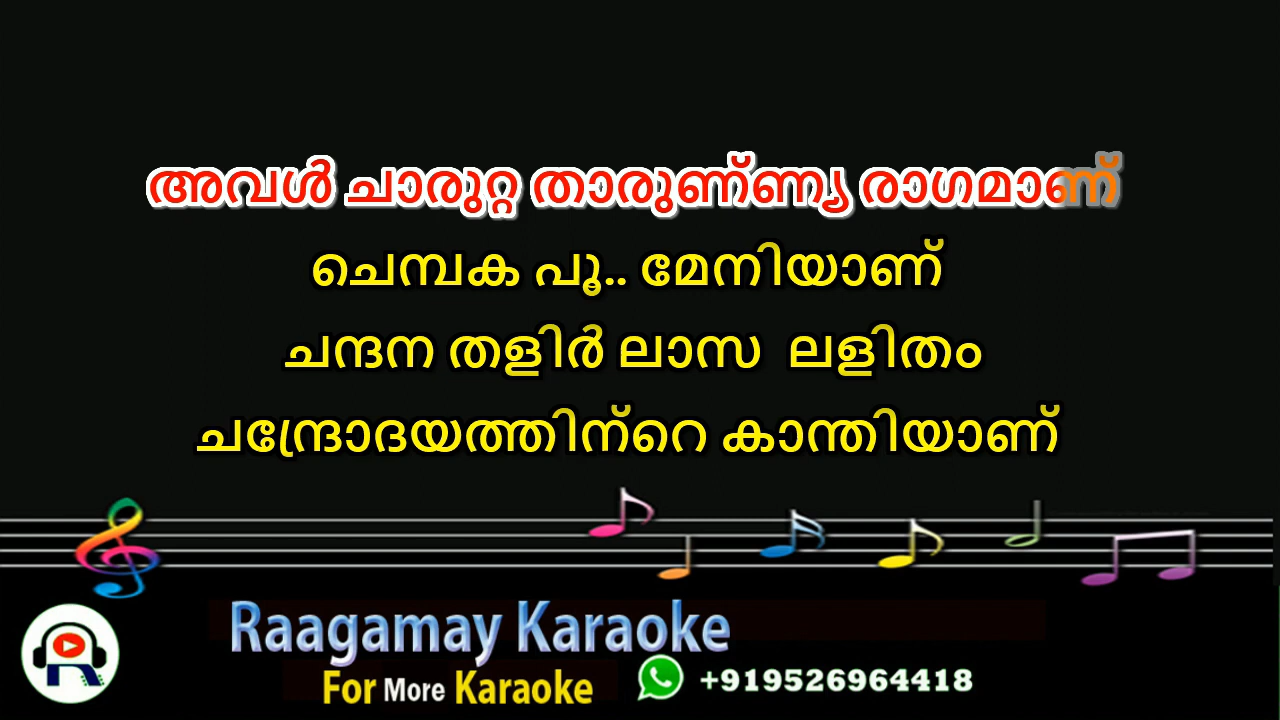 അവൾ ചാരുറ്റ താരുണ്ണ്യ രാഗമാണ്
ചെമ്പക പൂ.. മേനിയാണ്
ചന്ദന തളിർ ലാസ ലളിതം
ചന്ദ്രോദയത്തിന്റെ കാന്തിയാണ്
Raagamay Karaoke
For More Karaoke
+919526964418